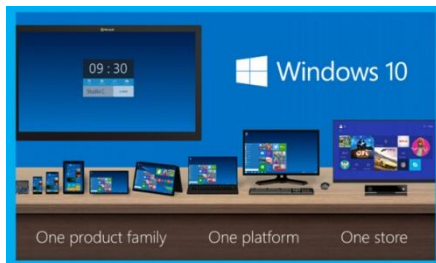 09:30
Windows 10
One product family
One platform
One store